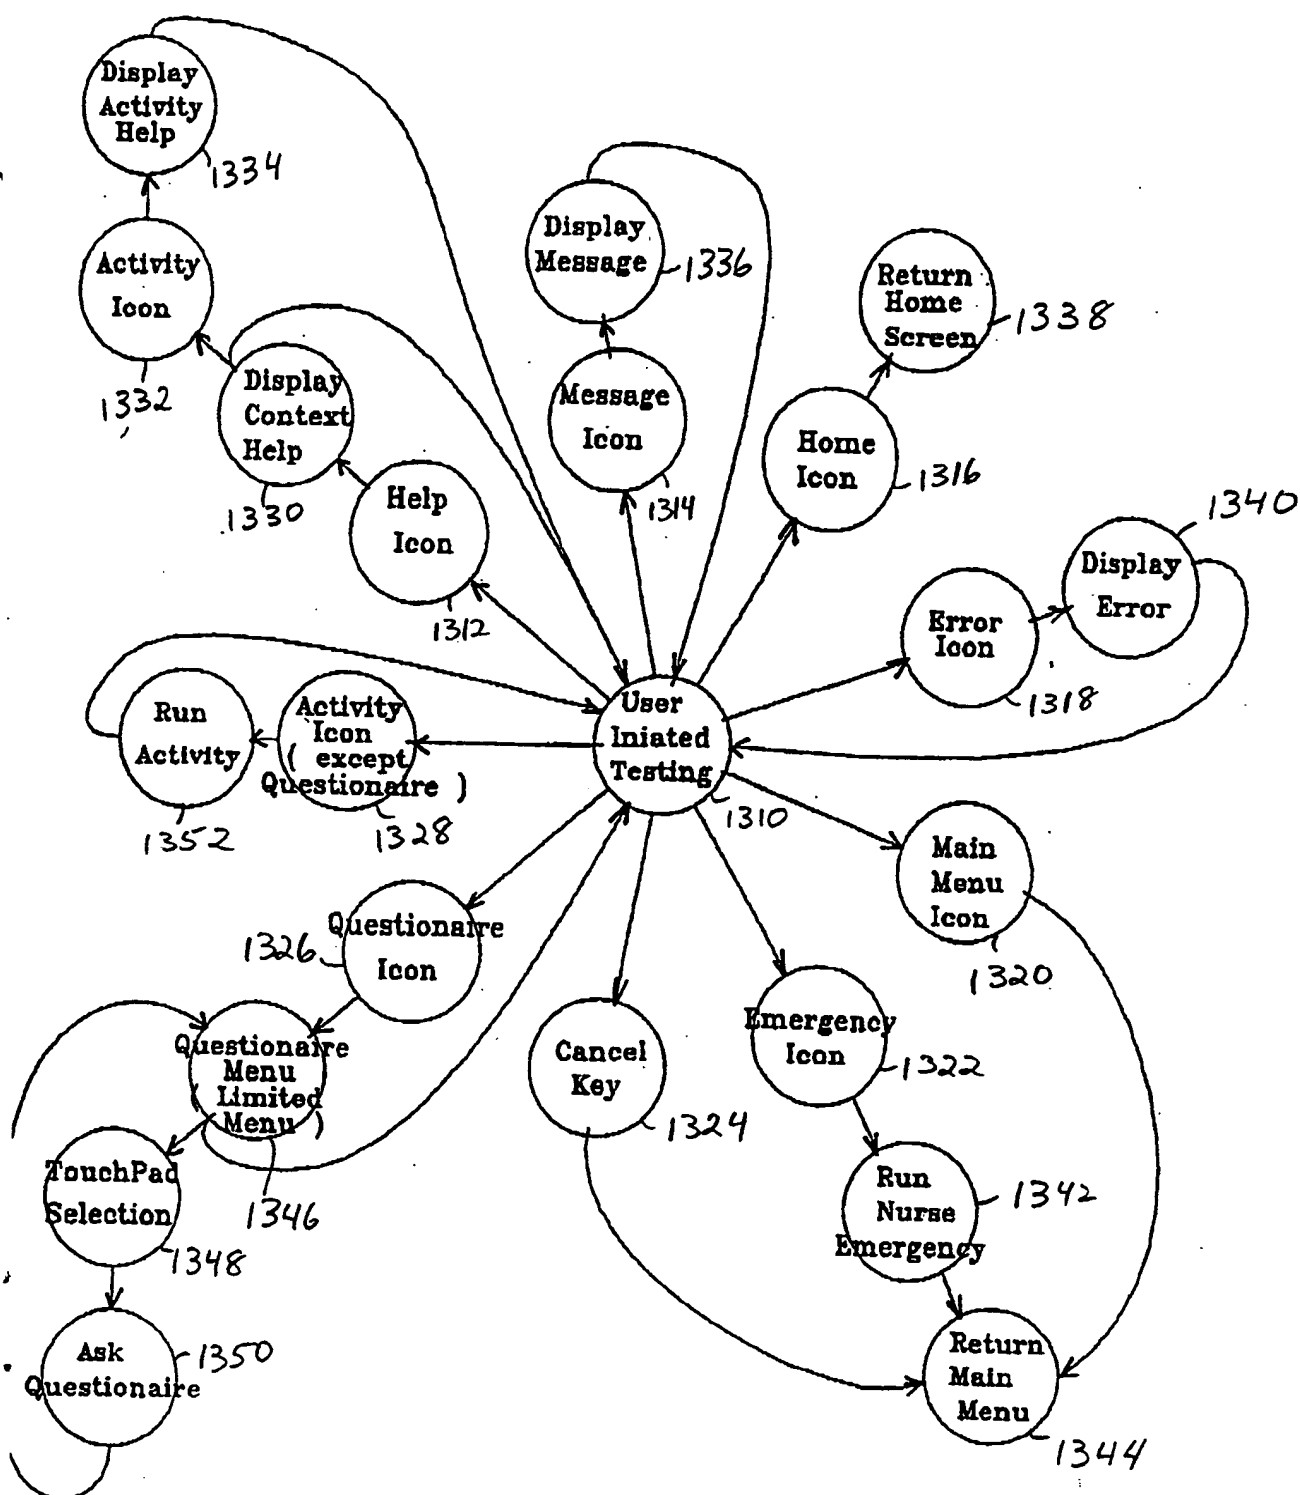 Display
Activity
Help
1334
Activity
Icon
1332
Display
Context
Help
1330
Help
Icon
1312
Display
Message
1336
Message
Icon
1314
Return
Home
Screen
1338
Home
Icon
1316
1340
Display
Error
Error
Icon
1318
User
Iniated
Testing
1310
Run
Activity
1352
Activity
Icon
( except
Questionaire )
1328
Main
Menu
Icon
1320
Questionaire
Icon
1326
Questionaire
Menu
( Limited
Menu )
1346
Cancel
Key
1324
Emergency
Icon
1322
TouchPad
Selection
1348
Run
Nurse
Emergency
1342
Ask
Questionaire
1350
Return
Main
Menu
1344